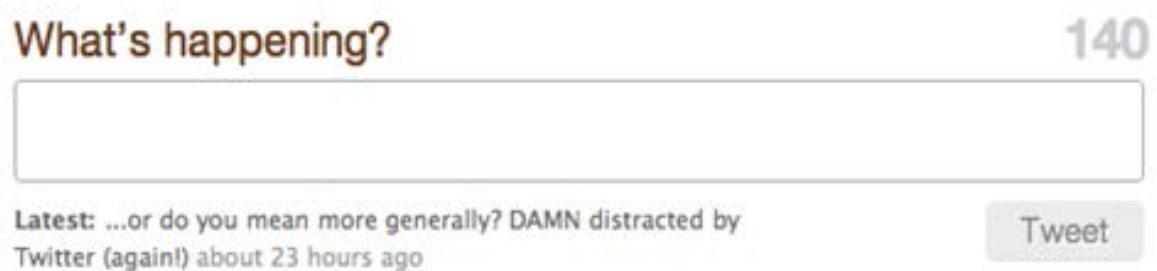 What's happening?
140
Latest: ...or do you mean more generally? DAMN distracted by
Twitter (again!) about 23 hours ago
Tweet